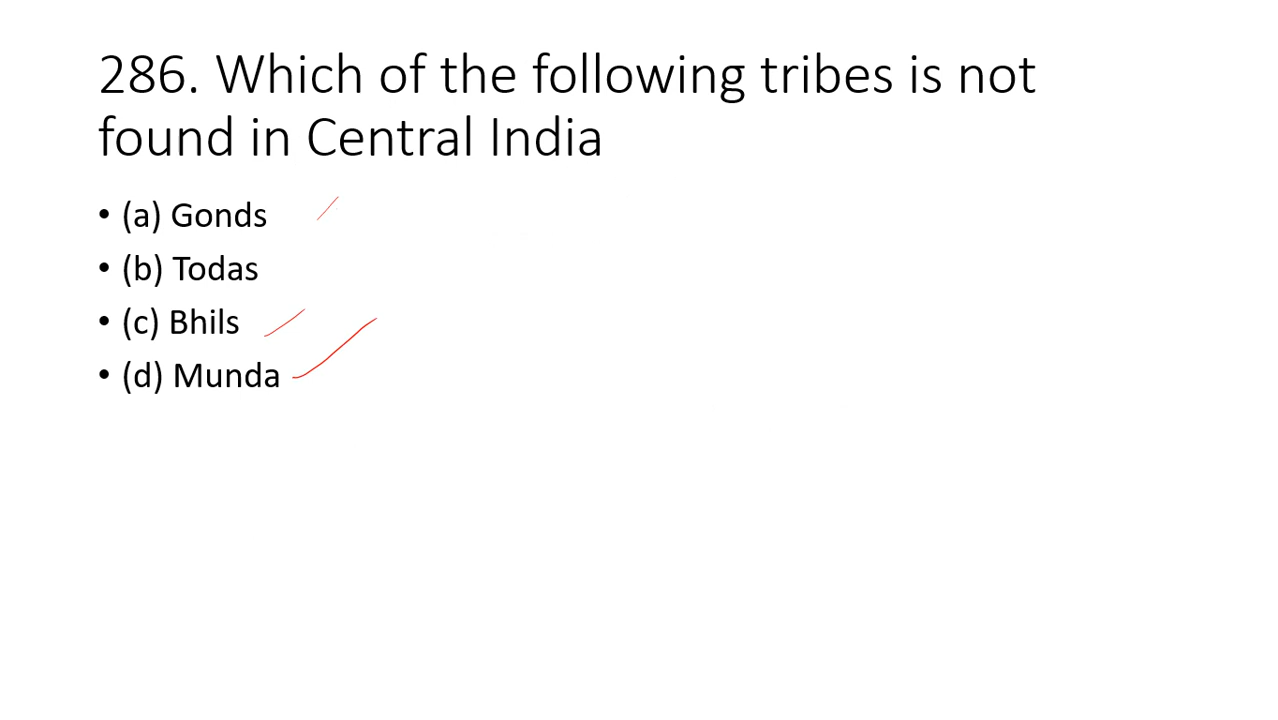 286. Which of the following tribes is not
found in Central India
• (a) Gonds
• (b) Todas
• (c) Bhils
• (d) Munda